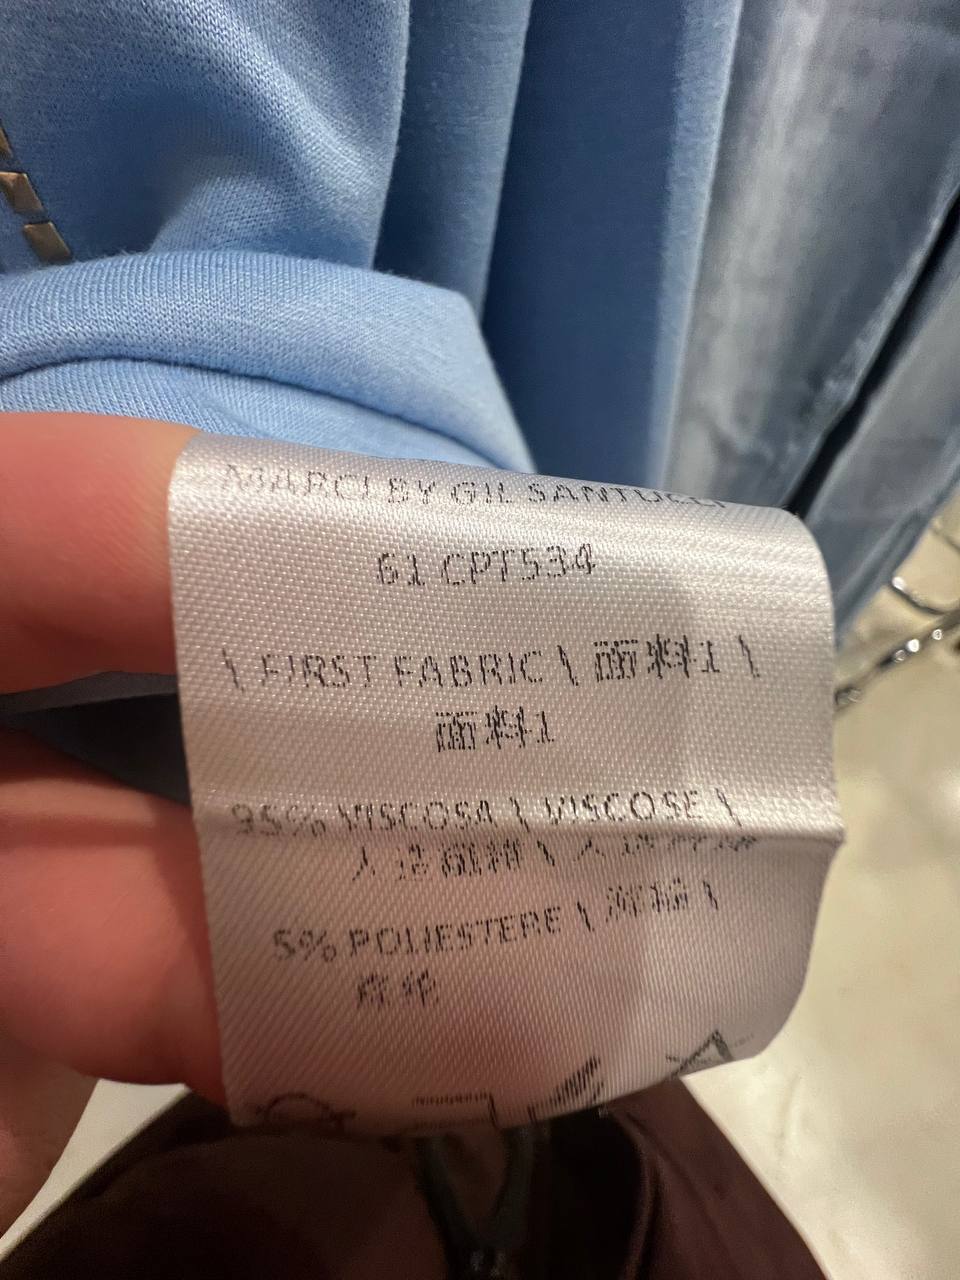 MARCI BY GIL SANTUCCI
61 CPT534
\ FIRST FABRIC \ 面料1 \
面料1
95% VISCOSA \ VISCOSE \
5% POLIESTERE \